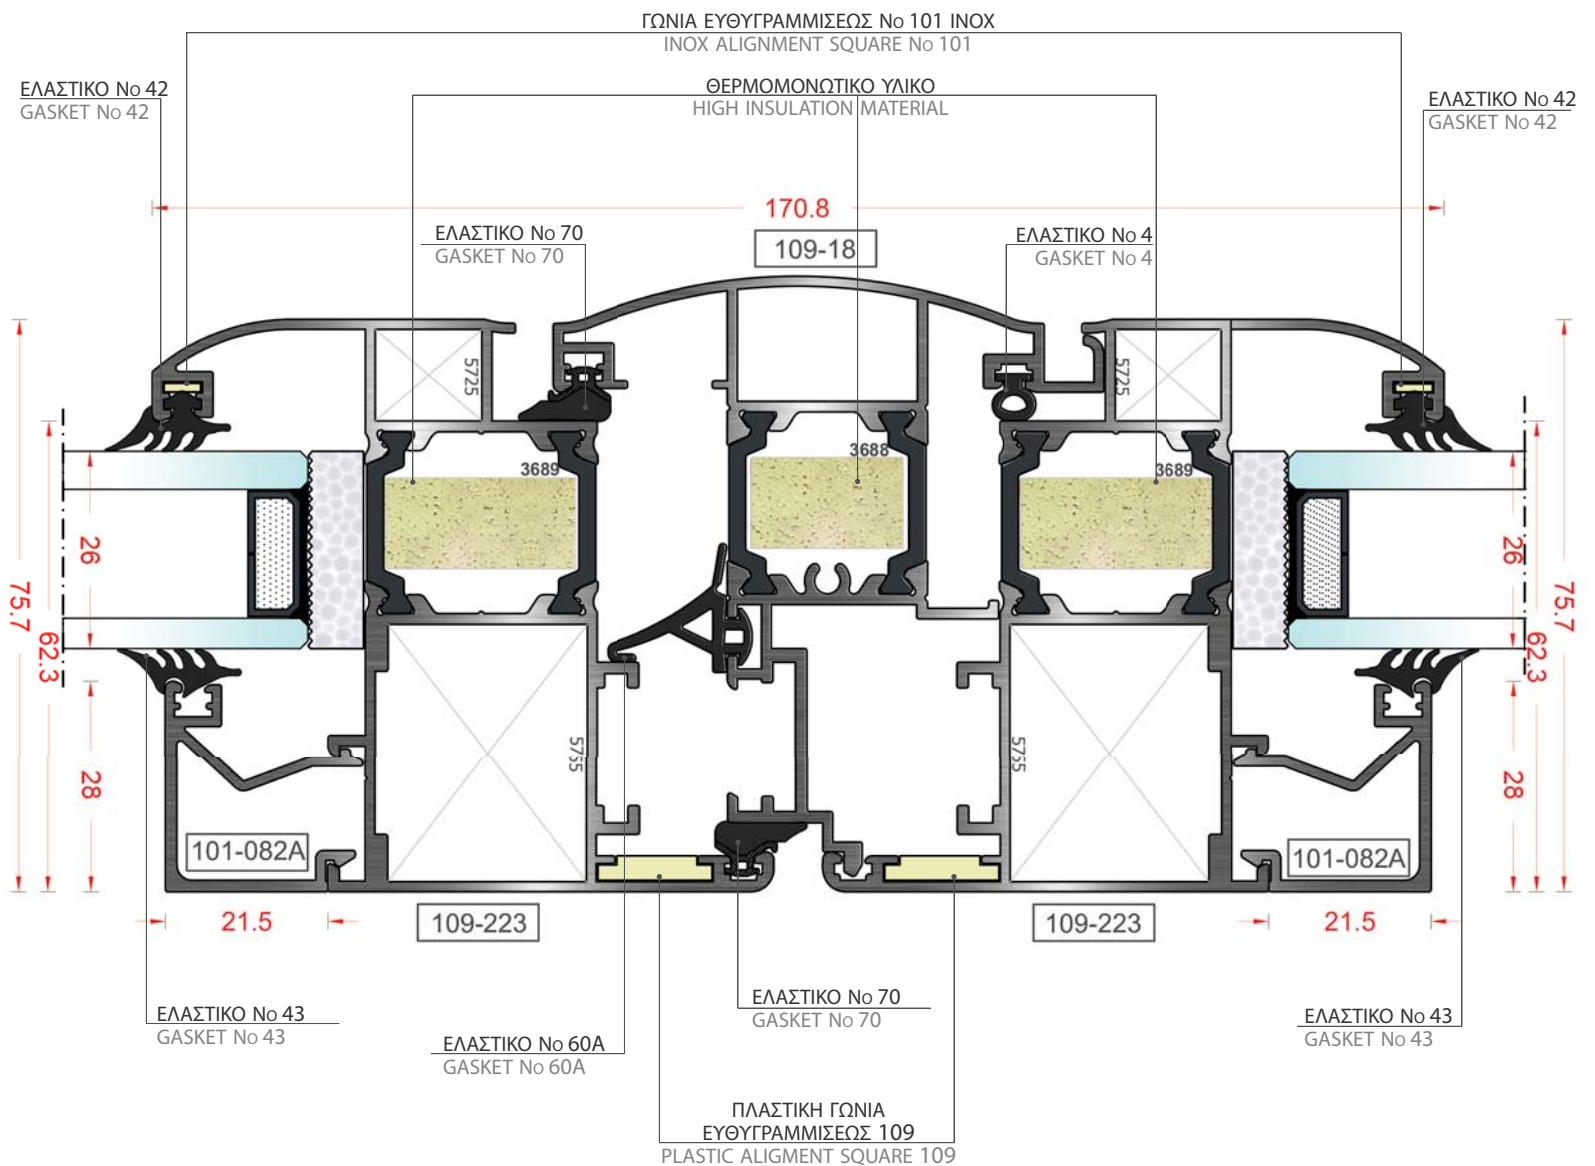 ΓΩΝΙΑ ΕΥΘΥΓΡΑΜΜΙΣΕΩΣ No 101 INOX
INOX ALIGNMENT SQUARE No 101
ΘΕΡΜΟΜΟΝΩΤΙΚΟ ΥΛΙΚΟ
HIGH INSULATION MATERIAL
ΕΛΑΣΤΙΚΟ No 42
GASKET No 42
ΕΛΑΣΤΙΚΟ No 42
GASKET No 42
170.8
ΕΛΑΣΤΙΚΟ No 70
GASKET No 70
109-18
ΕΛΑΣΤΙΚΟ No 4
GASKET No 4
5725
5725
3689
3688
3689
26
26
75.7
62.3
75.7
62.3
28
28
5755
5755
101-082A
101-082A
21.5
109-223
109-223
21.5
ΕΛΑΣΤΙΚΟ No 43
GASKET No 43
ΕΛΑΣΤΙΚΟ No 60A
GASKET No 60A
ΕΛΑΣΤΙΚΟ No 70
GASKET No 70
ΕΛΑΣΤΙΚΟ No 43
GASKET No 43
ΠΛΑΣΤΙΚΗ ΓΩΝΙΑ
ΕΥΘΥΓΡΑΜΜΙΣΕΩΣ 109
PLASTIC ALIGMENT SQUARE 109